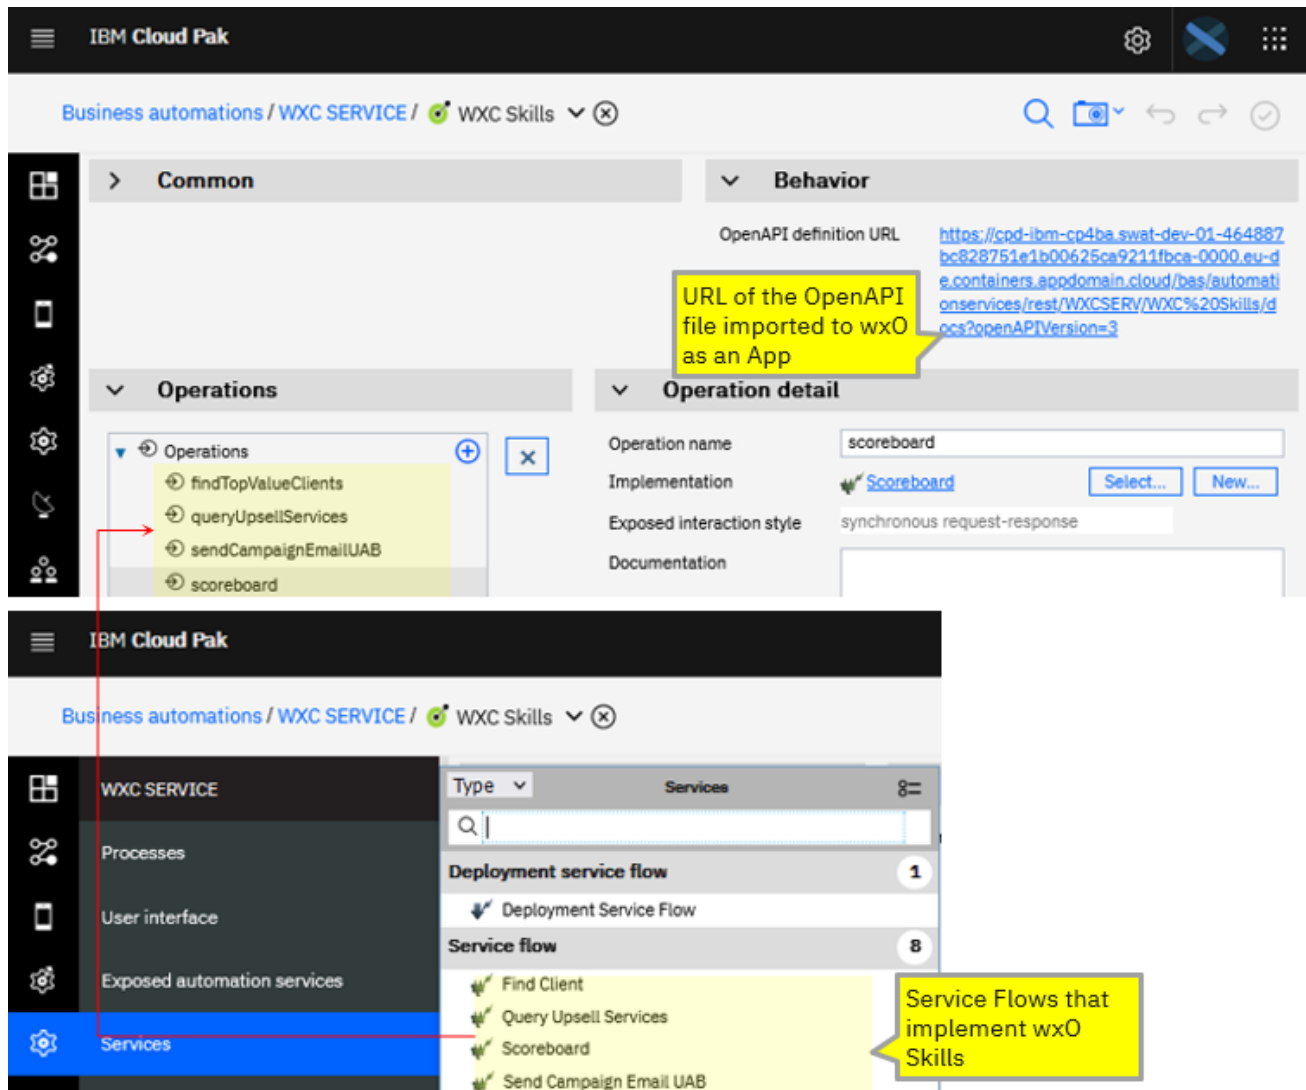 IBM Cloud Pak
Business automations / WXC SERVICE / WXC Skills
Common
Behavior
OpenAPI definition URL
https://cpd-ibm-cp4ba.swat-dev-01-464887
bc828751e1b00625ca9211fbca-0000.eu-d
e.containers.appdomain.cloud/bas/automati
onservices/rest/WXCSERV/WXC%20Skills/d
ocs?openAPIVersion=3
URL of the OpenAPI
file imported to wxO
as an App
Operations
Operation detail
Operations
findTopValueClients
queryUpsellServices
sendCampaignEmailUAB
scoreboard
Operation name
scoreboard
Implementation
Scoreboard
Select...
New...
Exposed interaction style
synchronous request-response
Documentation
IBM Cloud Pak
Business automations / WXC SERVICE / WXC Skills
WXC SERVICE
Processes
User interface
Exposed automation services
Services
Type
Services
Deployment service flow
1
Deployment Service Flow
Service flow
8
Find Client
Query Upsell Services
Scoreboard
Send Campaign Email UAB
Service Flows that
implement wxO
Skills